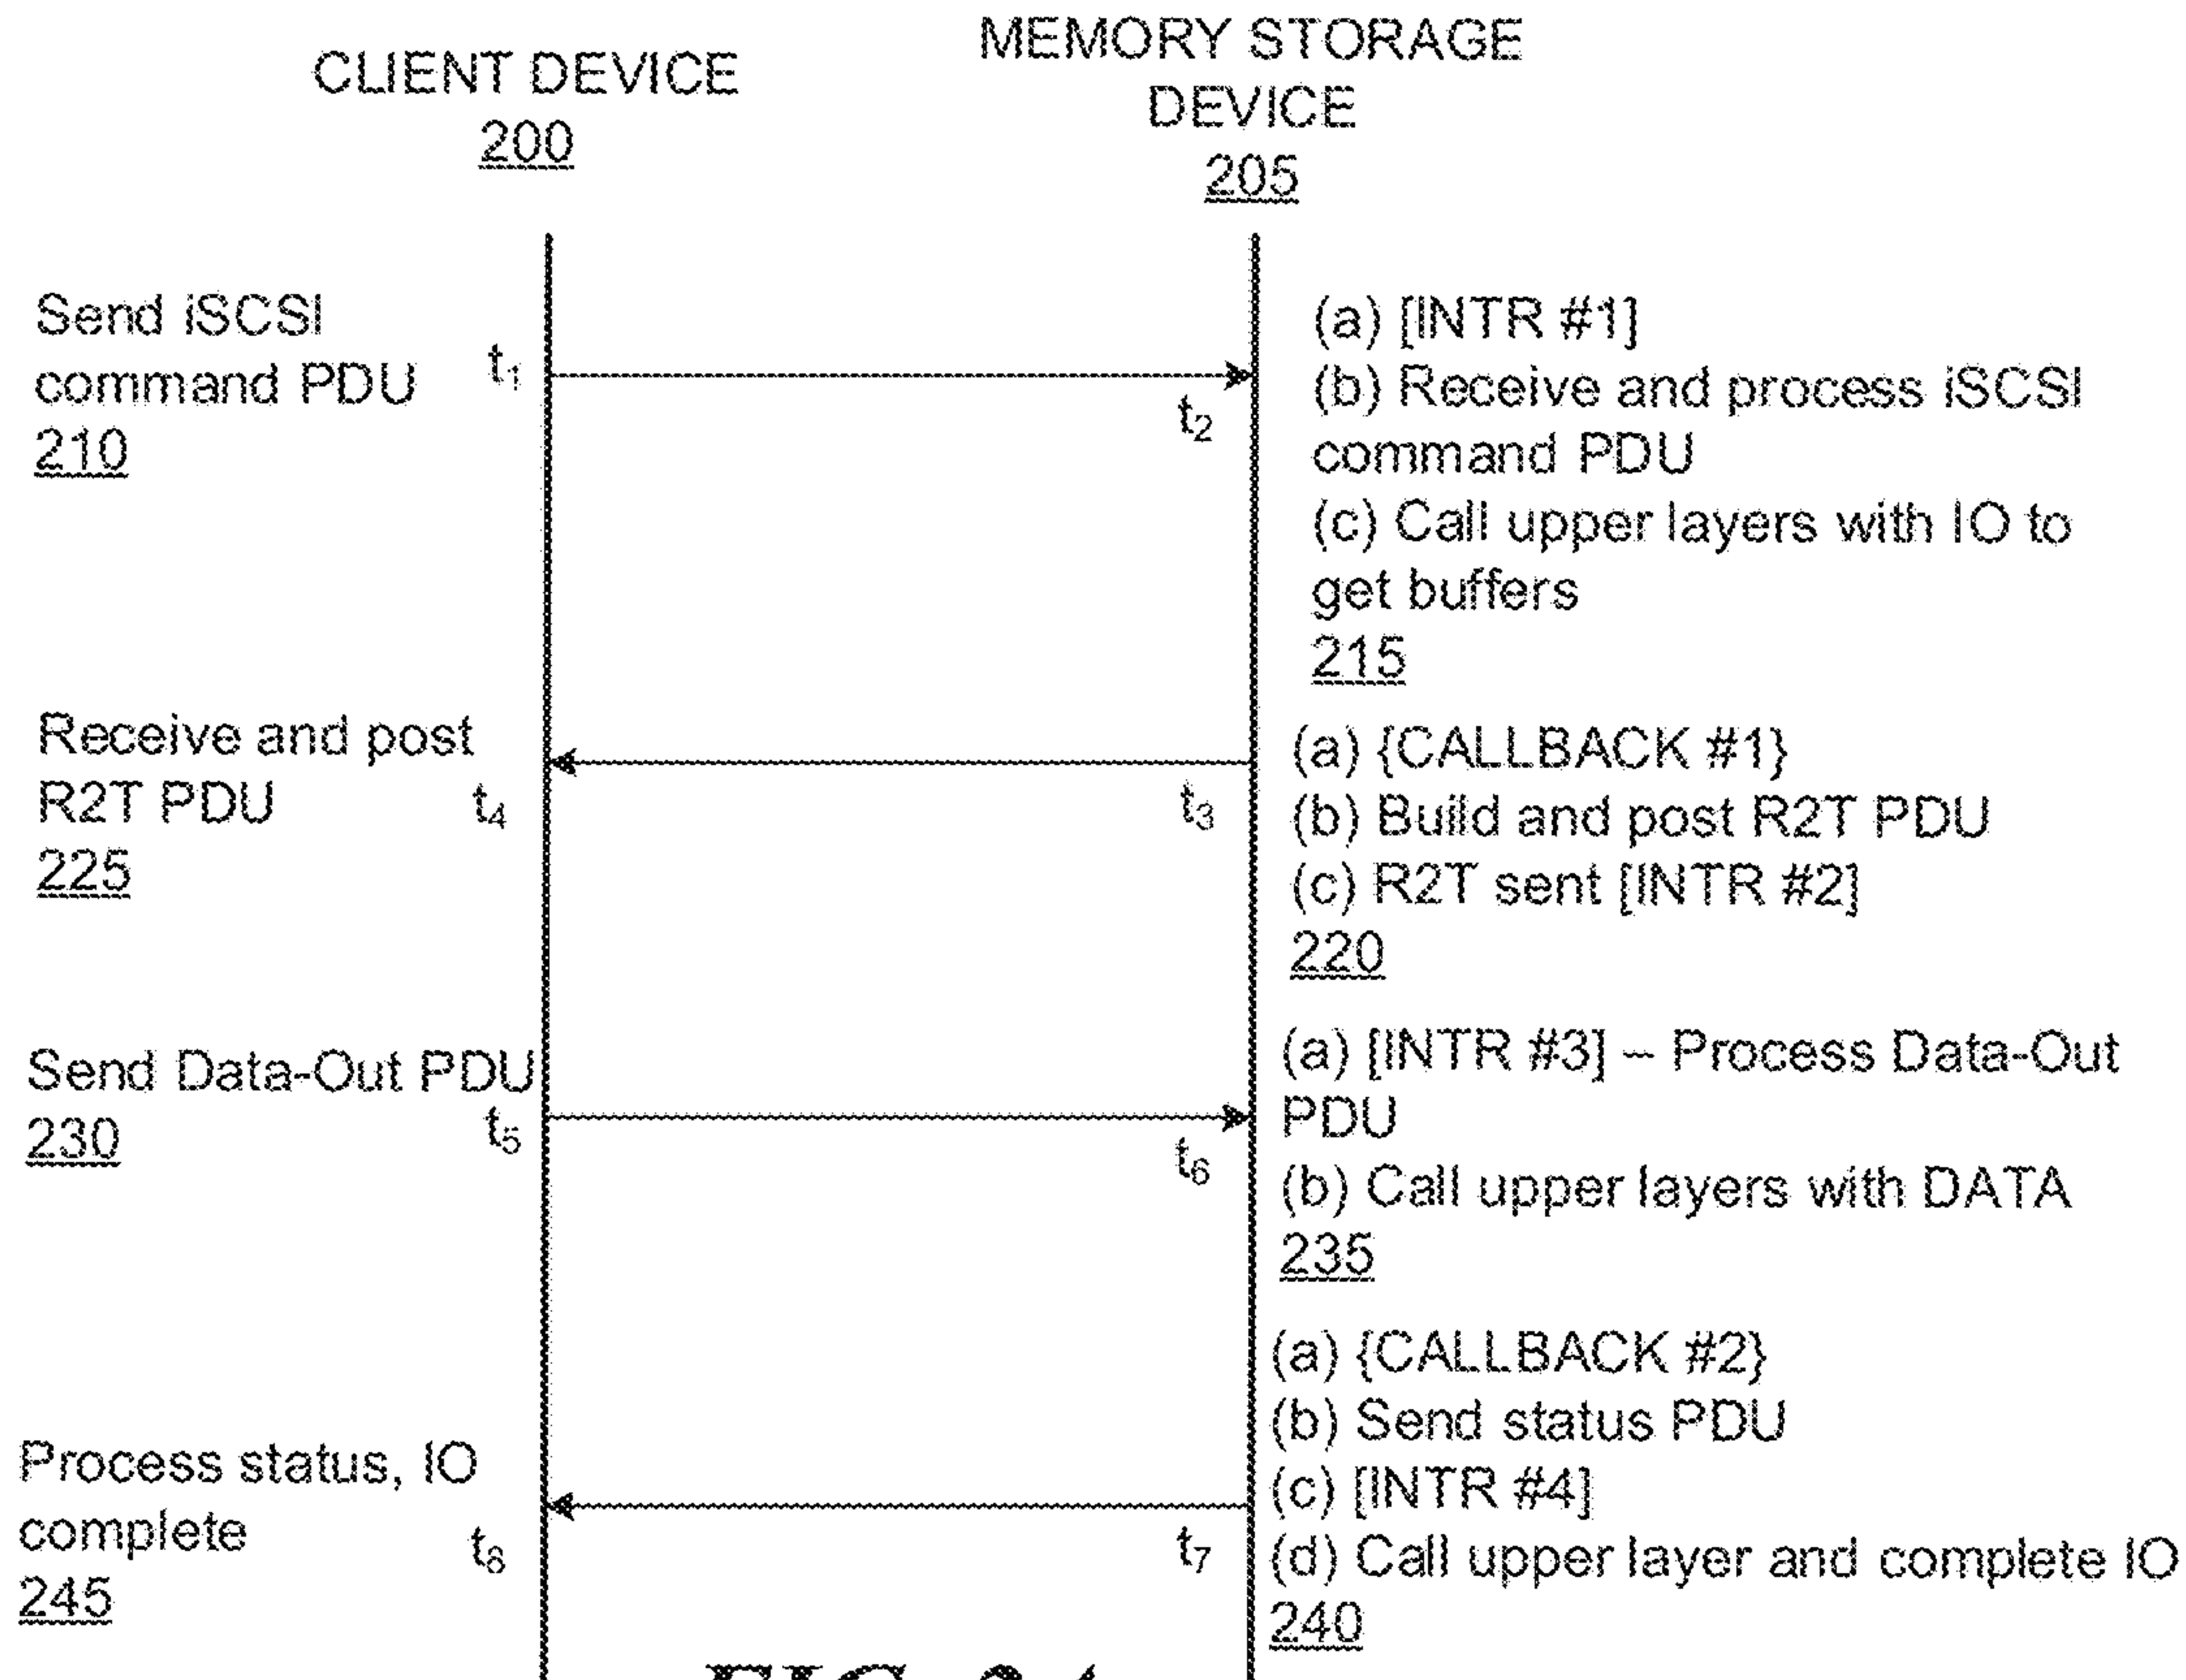 CLIENT DEVICE
200
MEMORY STORAGE
DEVICE
205
Send iSCSI
command PDU
210
t1
t2
(a) [INTR #1]
(b) Receive and process iSCSI
command PDU
(c) Call upper layers with IO to
get buffers
215
Receive and post
R2T PDU
225
t4
t3
(a) {CALLBACK #1}
(b) Build and post R2T PDU
(c) R2T sent [INTR #2]
220
Send Data-Out PDU
230
t5
t6
(a) [INTR #3] – Process Data-Out
PDU
(b) Call upper layers with DATA
235
Process status, IO
complete
245
t8
t7
(a) {CALLBACK #2}
(b) Send status PDU
(c) [INTR #4]
(d) Call upper layer and complete IO
240